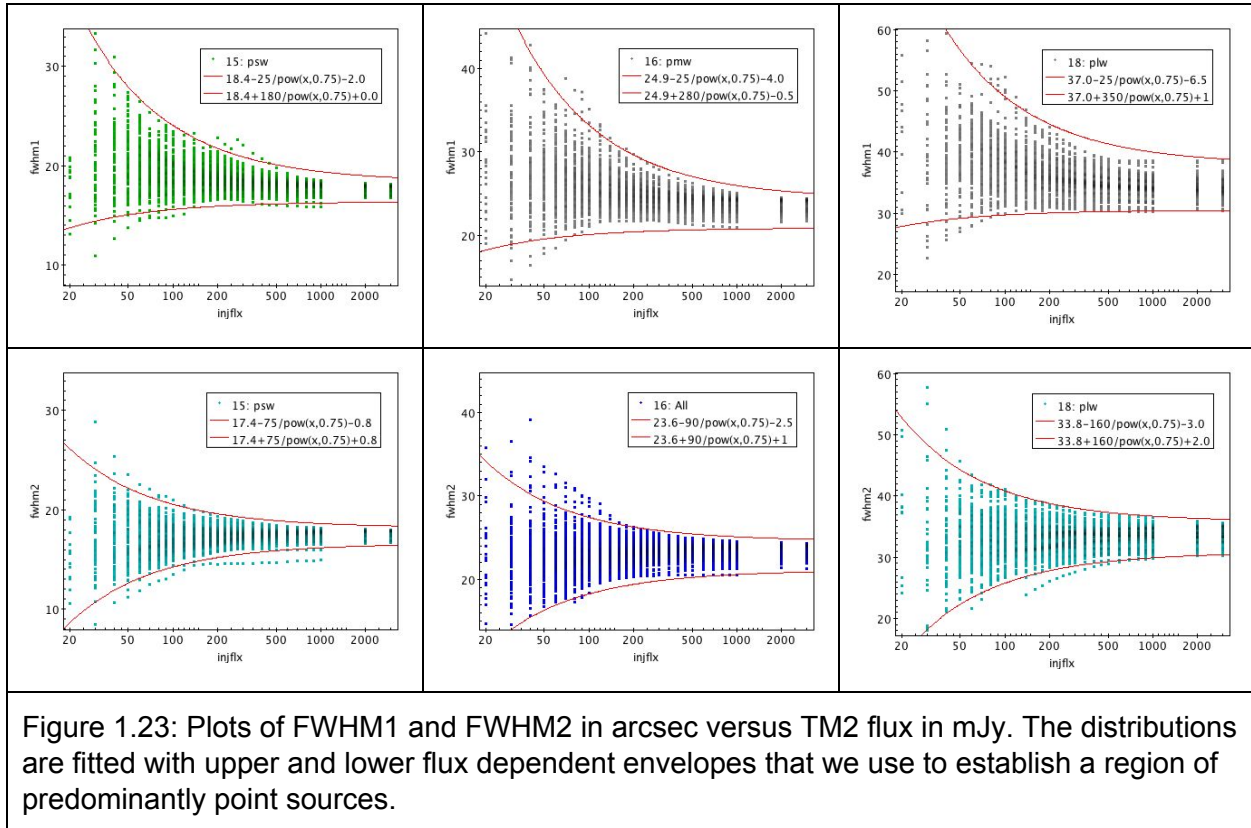 30
20
10
fwhm1
15: psw
18.4-25/pow(x,0.75)-2.0
18.4+180/pow(x,0.75)+0.0
20 50 100 200 500 1000 2000
injflx
40
30
20
fwhm1
16: pmw
24.9-25/pow(x,0.75)-4.0
24.9+280/pow(x,0.75)-0.5
20 50 100 200 500 1000 2000
injflx
60
50
40
30
20
fwhm1
18: plw
37.0-25/pow(x,0.75)-6.5
37.0+350/pow(x,0.75)+1
20 50 100 200 500 1000 2000
injflx
30
20
10
fwhm2
15: psw
17.4-75/pow(x,0.75)-0.8
17.4+75/pow(x,0.75)+0.8
20 50 100 200 500 1000 2000
injflx
40
30
20
fwhm2
16: All
23.6-90/pow(x,0.75)-2.5
23.6+90/pow(x,0.75)+1
20 50 100 200 500 1000 2000
injflx
60
50
40
30
20
fwhm2
18: plw
33.8-160/pow(x,0.75)-3.0
33.8+160/pow(x,0.75)+2.0
20 50 100 200 500 1000 2000
injflx
Figure 1.23: Plots of FWHM1 and FWHM2 in arcsec versus TM2 flux in mJy. The distributions
are fitted with upper and lower flux dependent envelopes that we use to establish a region of
predominantly point sources.